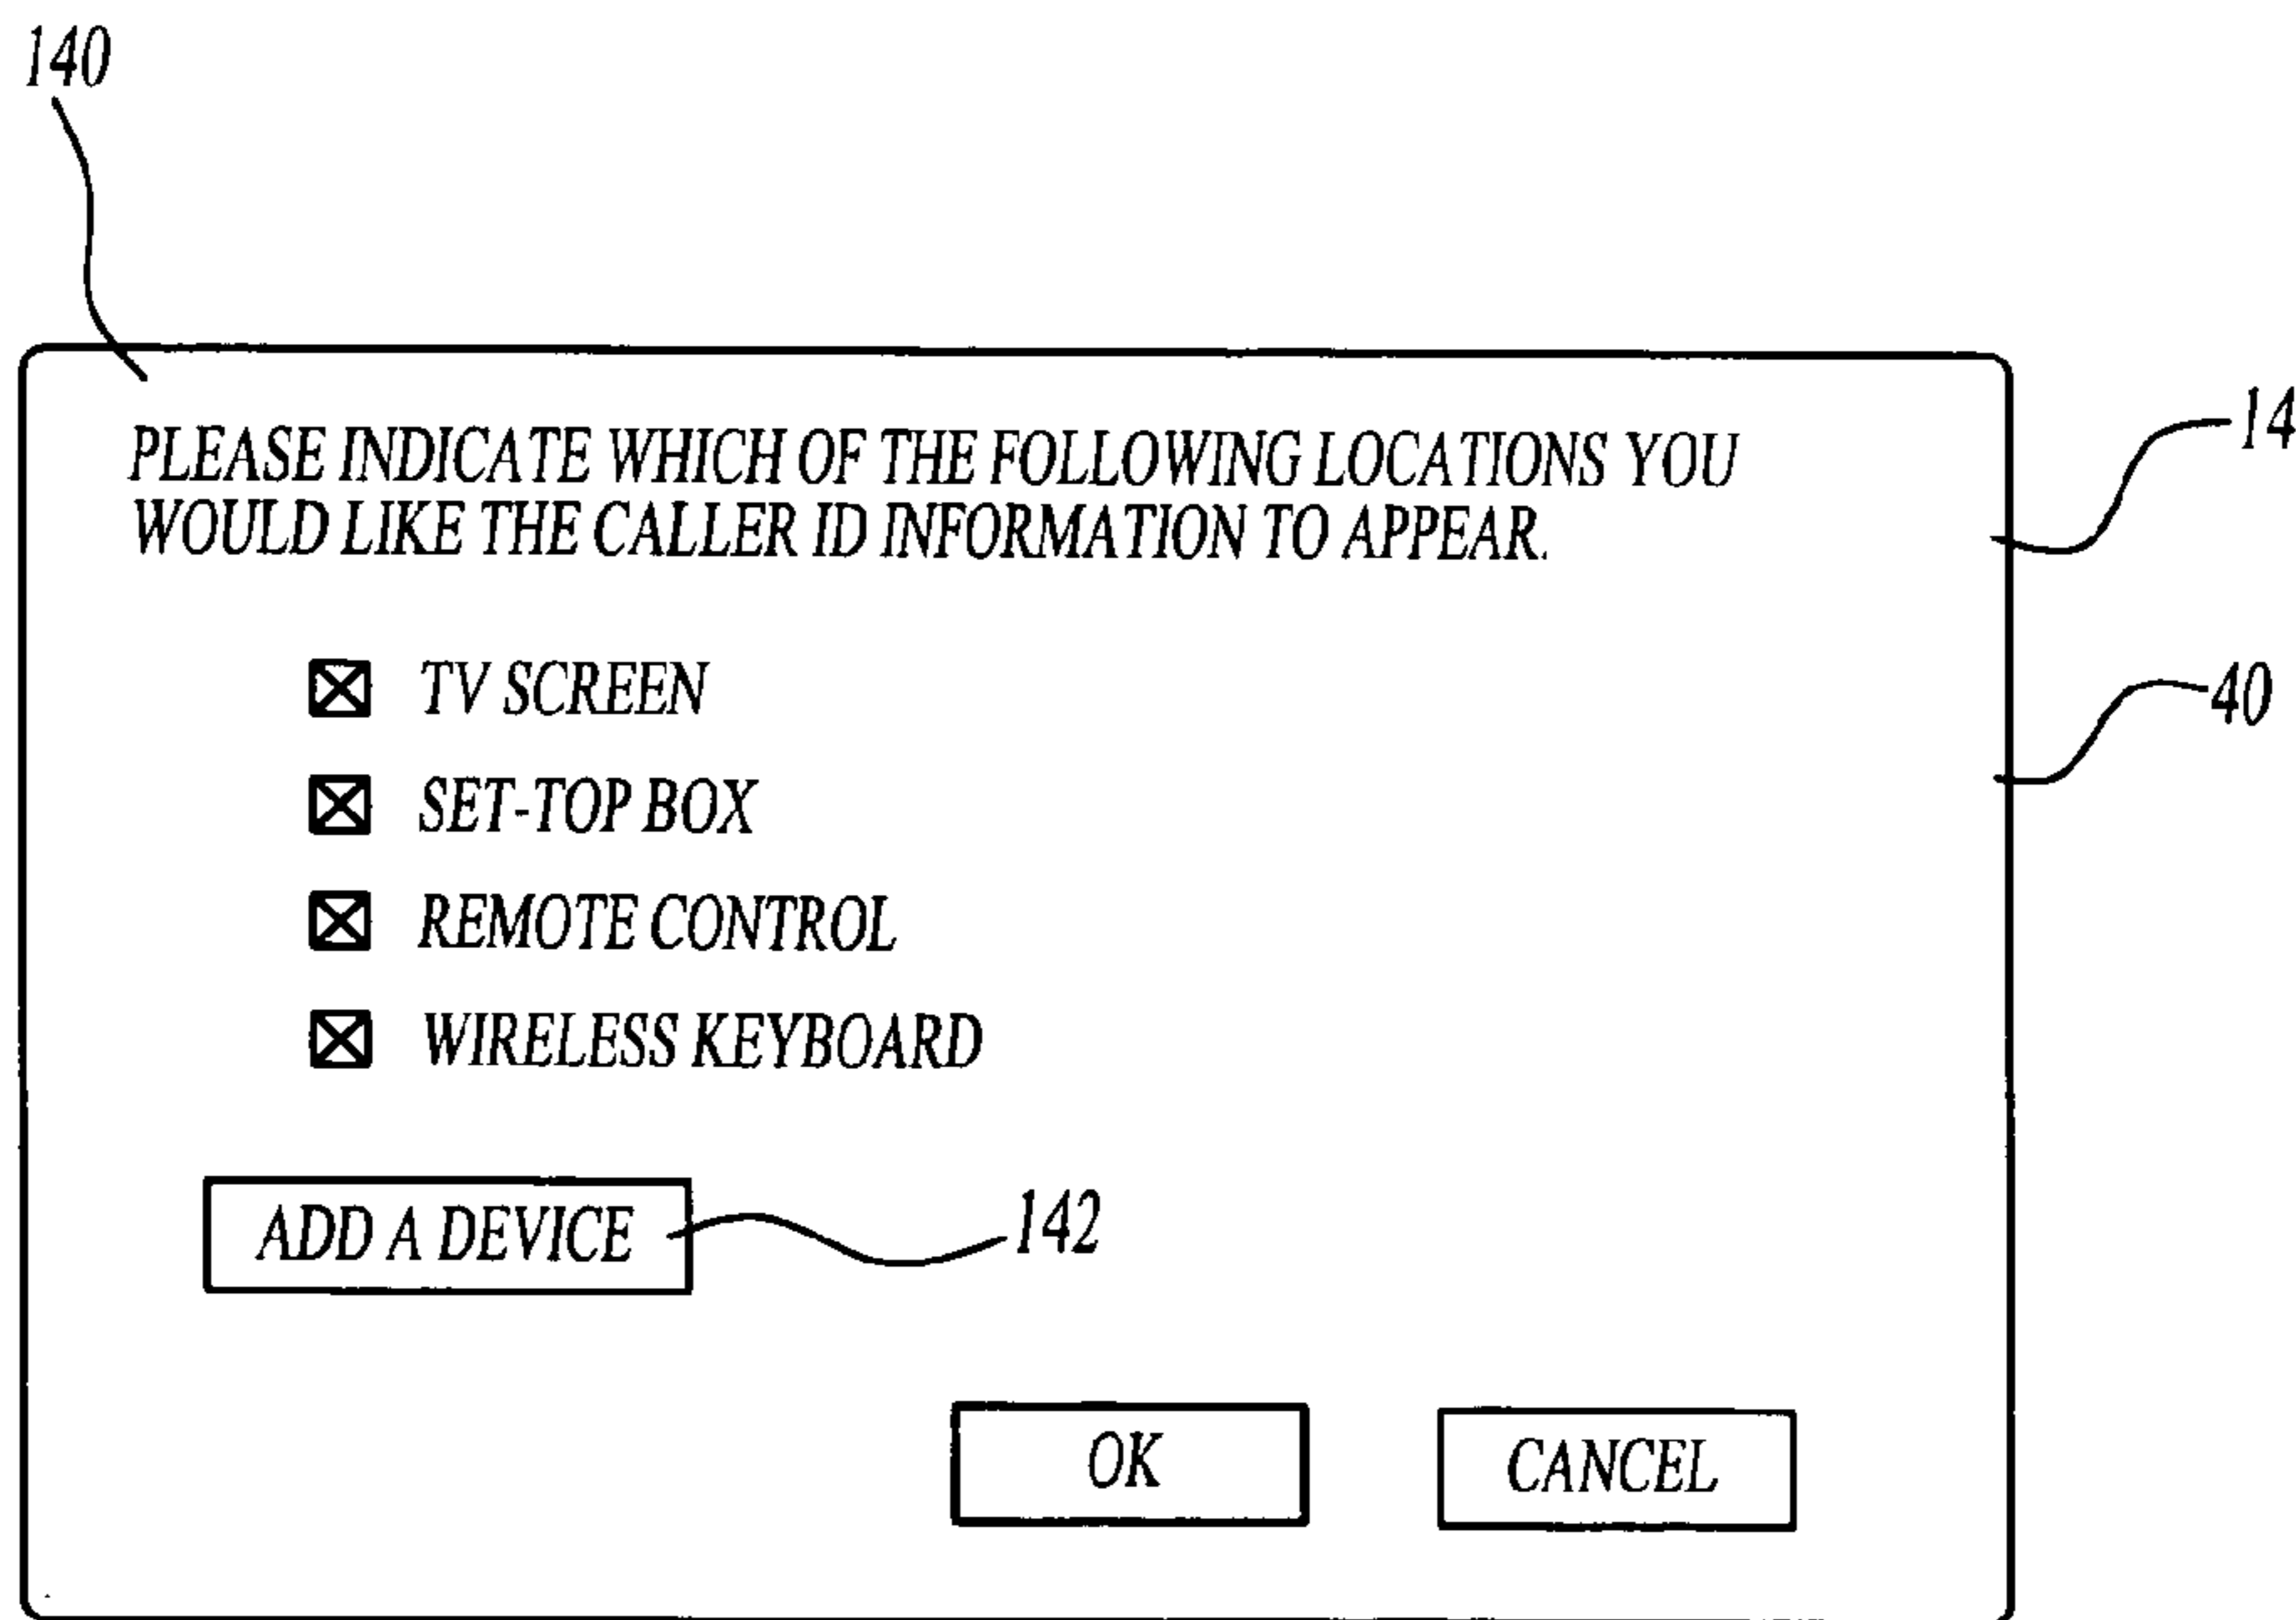 140
PLEASE INDICATE WHICH OF THE FOLLOWING LOCATIONS YOU
WOULD LIKE THE CALLER ID INFORMATION TO APPEAR.
14
TV SCREEN
40
SET-TOP BOX
REMOTE CONTROL
WIRELESS KEYBOARD
ADD A DEVICE
142
OK
CANCEL